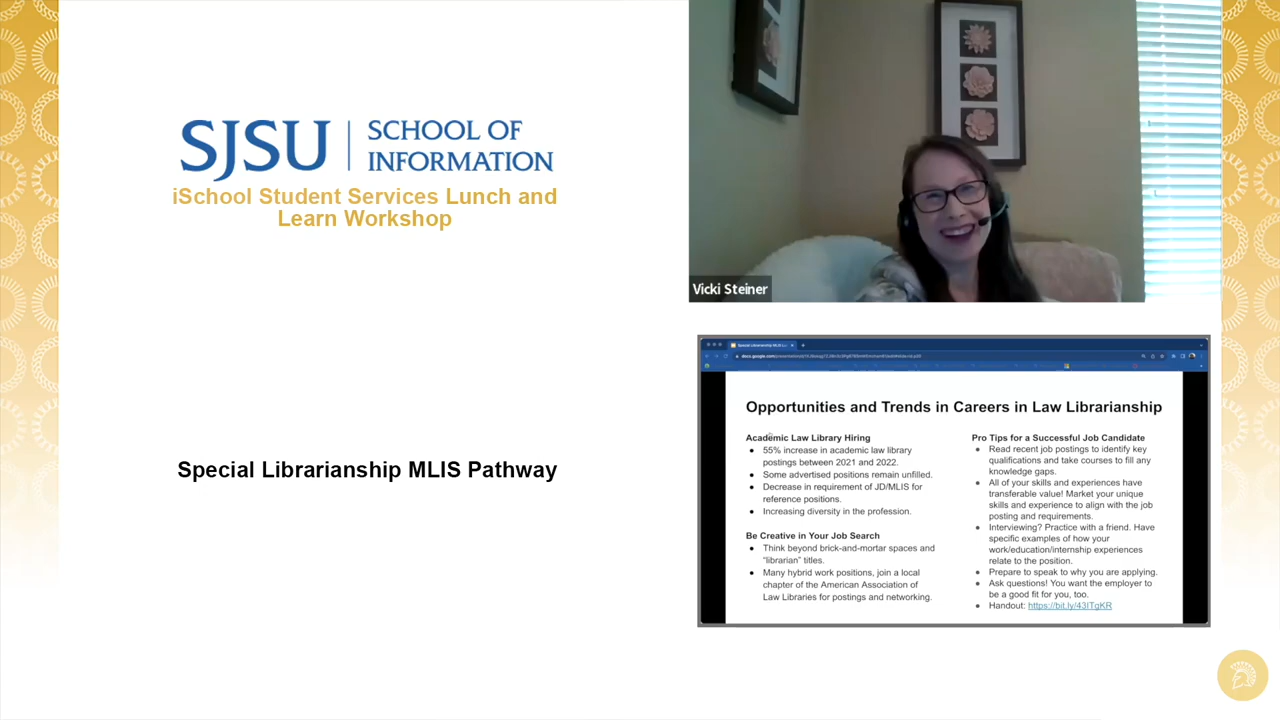 SJSU
SCHOOL OF
INFORMATION
iSchool Student Services Lunch and
Learn Workshop
Special Librarianship MLIS Pathway
Vicki Steiner
Opportunities and Trends in Careers in Law Librarianship
Academic Law Library Hiring
● 55% increase in academic law library
postings between 2021 and 2022.
● Some advertised positions remain unfilled.
● Decrease in requirement of JD/MLIS for
reference positions.
● Increasing diversity in the profession.
Be Creative in Your Job Search
● Think beyond brick-and-mortar spaces and
“librarian” titles.
● Many hybrid work positions, join a local
chapter of the American Association of
Law Libraries for postings and networking.
Pro Tips for a Successful Job Candidate
● Read recent job postings to identify key
qualifications and take courses to fill any
knowledge gaps.
● All of your skills and experiences have
transferable value! Market your unique
skills and experience to align with the job
posting and requirements.
● Interviewing? Practice with a friend. Have
specific examples of how your
work/education/internship experiences
relate to the position.
● Prepare to speak to why you are applying.
● Ask questions! You want the employer to
be a good fit for you, too.
● Handout: https://bit.ly/43ITgKR